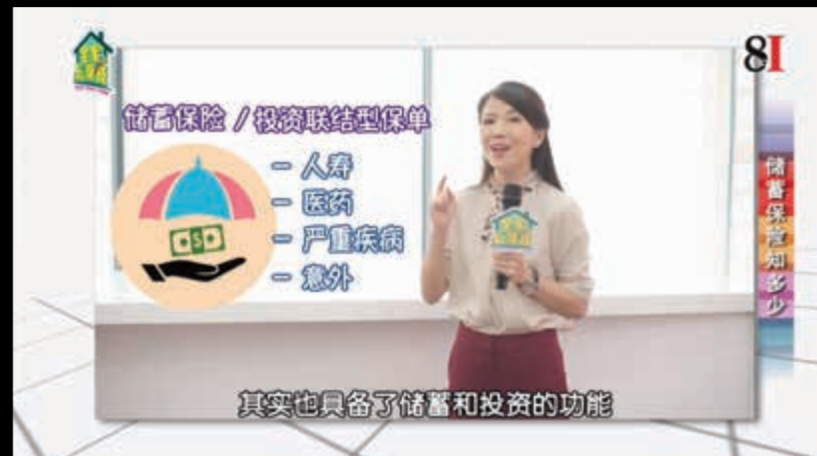 8I
储蓄保险 / 投资联结型保单
- 人寿
- 医药
- 严重疾病
- 意外
储蓄保险知多少
其实也具备了储蓄和投资的功能